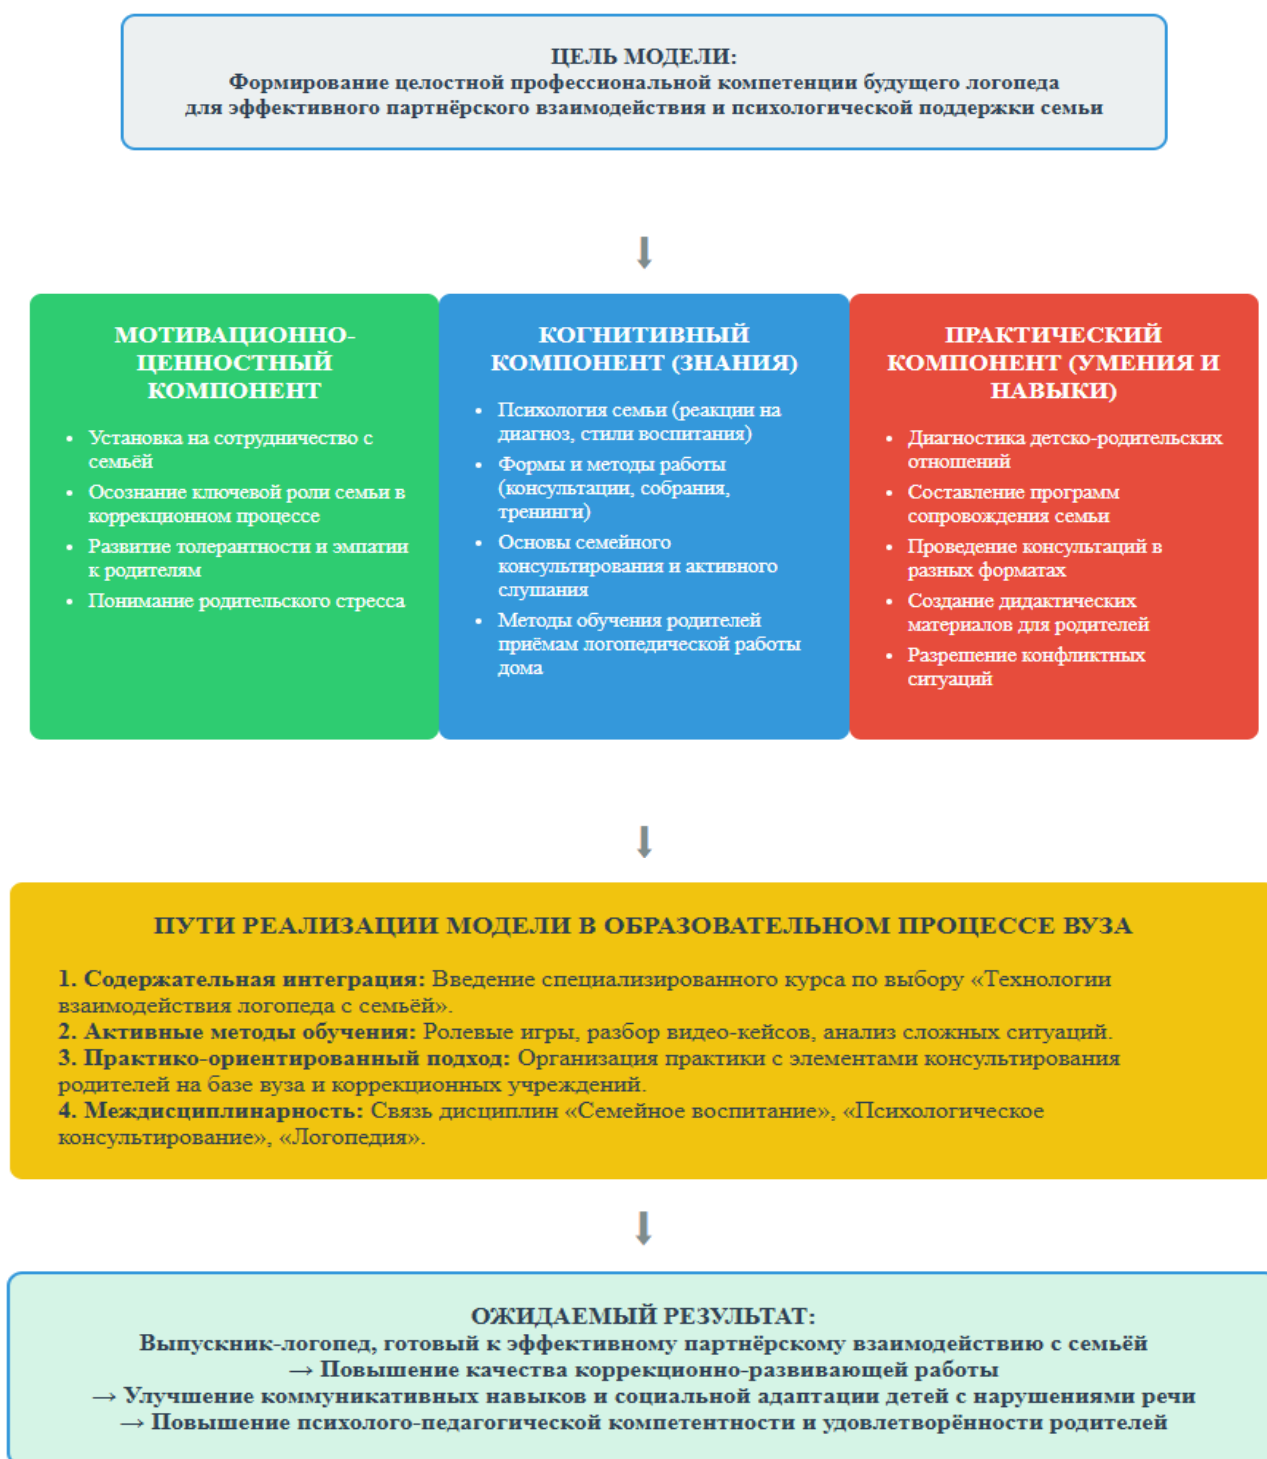 ЦЕЛЬ МОДЕЛИ:
Формирование целостной профессиональной компетенции будущего логопеда
для эффективного партнёрского взаимодействия и психологической поддержки семьи
⬇
МОТИВАЦИОННО-
ЦЕННОСТНЫЙ
КОМПОНЕНТ
• Установка на сотрудничество с
семьёй
• Осознание ключевой роли семьи в
коррекционном процессе
• Развитие толерантности и эмпатии
к родителям
• Понимание родительского стресса
КОГНИТИВНЫЙ
КОМПОНЕНТ (ЗНАНИЯ)
• Психология семьи (реакции на
диагноз, стили воспитания)
• Формы и методы работы
(консультации, собрания,
тренинги)
• Основы семейного
консультирования и активного
слушания
• Методы обучения родителей
приёмам логопедической работы
дома
ПРАКТИЧЕСКИЙ
КОМПОНЕНТ (УМЕНИЯ И
НАВЫКИ)
• Диагностика детско-родительских
отношений
• Составление программ
сопровождения семьи
• Проведение консультаций в
разных форматах
• Создание дидактических
материалов для родителей
• Разрешение конфликтных
ситуаций
⬇
ПУТИ РЕАЛИЗАЦИИ МОДЕЛИ В ОБРАЗОВАТЕЛЬНОМ ПРОЦЕССЕ ВУЗА
1. Содержательная интеграция: Введение специализированного курса по выбору «Технологии
взаимодействия логопеда с семьёй».
2. Активные методы обучения: Ролевые игры, разбор видео-кейсов, анализ сложных ситуаций.
3. Практико-ориентированный подход: Организация практики с элементами консультирования
родителей на базе вуза и коррекционных учреждений.
4. Междисциплинарность: Связь дисциплин «Семейное воспитание», «Психологическое
консультирование», «Логопедия».
⬇
ОЖИДАЕМЫЙ РЕЗУЛЬТАТ:
Выпускник-логопед, готовый к эффективному партнёрскому взаимодействию с семьёй
→ Повышение качества коррекционно-развивающей работы
→ Улучшение коммуникативных навыков и социальной адаптации детей с нарушениями речи
→ Повышение психолого-педагогической компетентности и удовлетворённости родителей